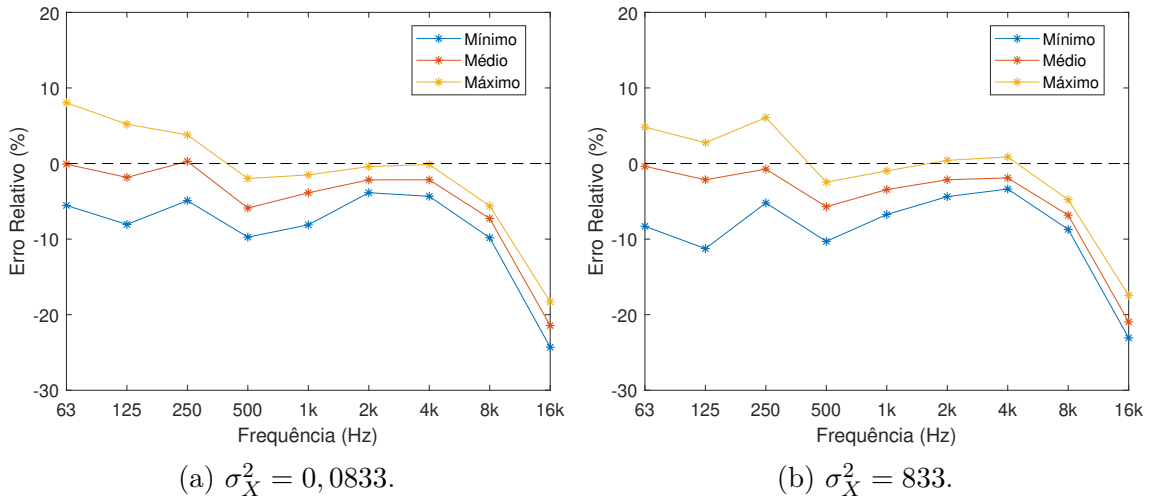 20
10
0
-10
-20
-30
Erro Relativo (%)
63 125 250 500 1k 2k 4k 8k 16k
Frequência (Hz)
Mínimo
Médio
Máximo
(a) σ²_X = 0,0833.
20
10
0
-10
-20
-30
Erro Relativo (%)
63 125 250 500 1k 2k 4k 8k 16k
Frequência (Hz)
Mínimo
Médio
Máximo
(b) σ²_X = 833.